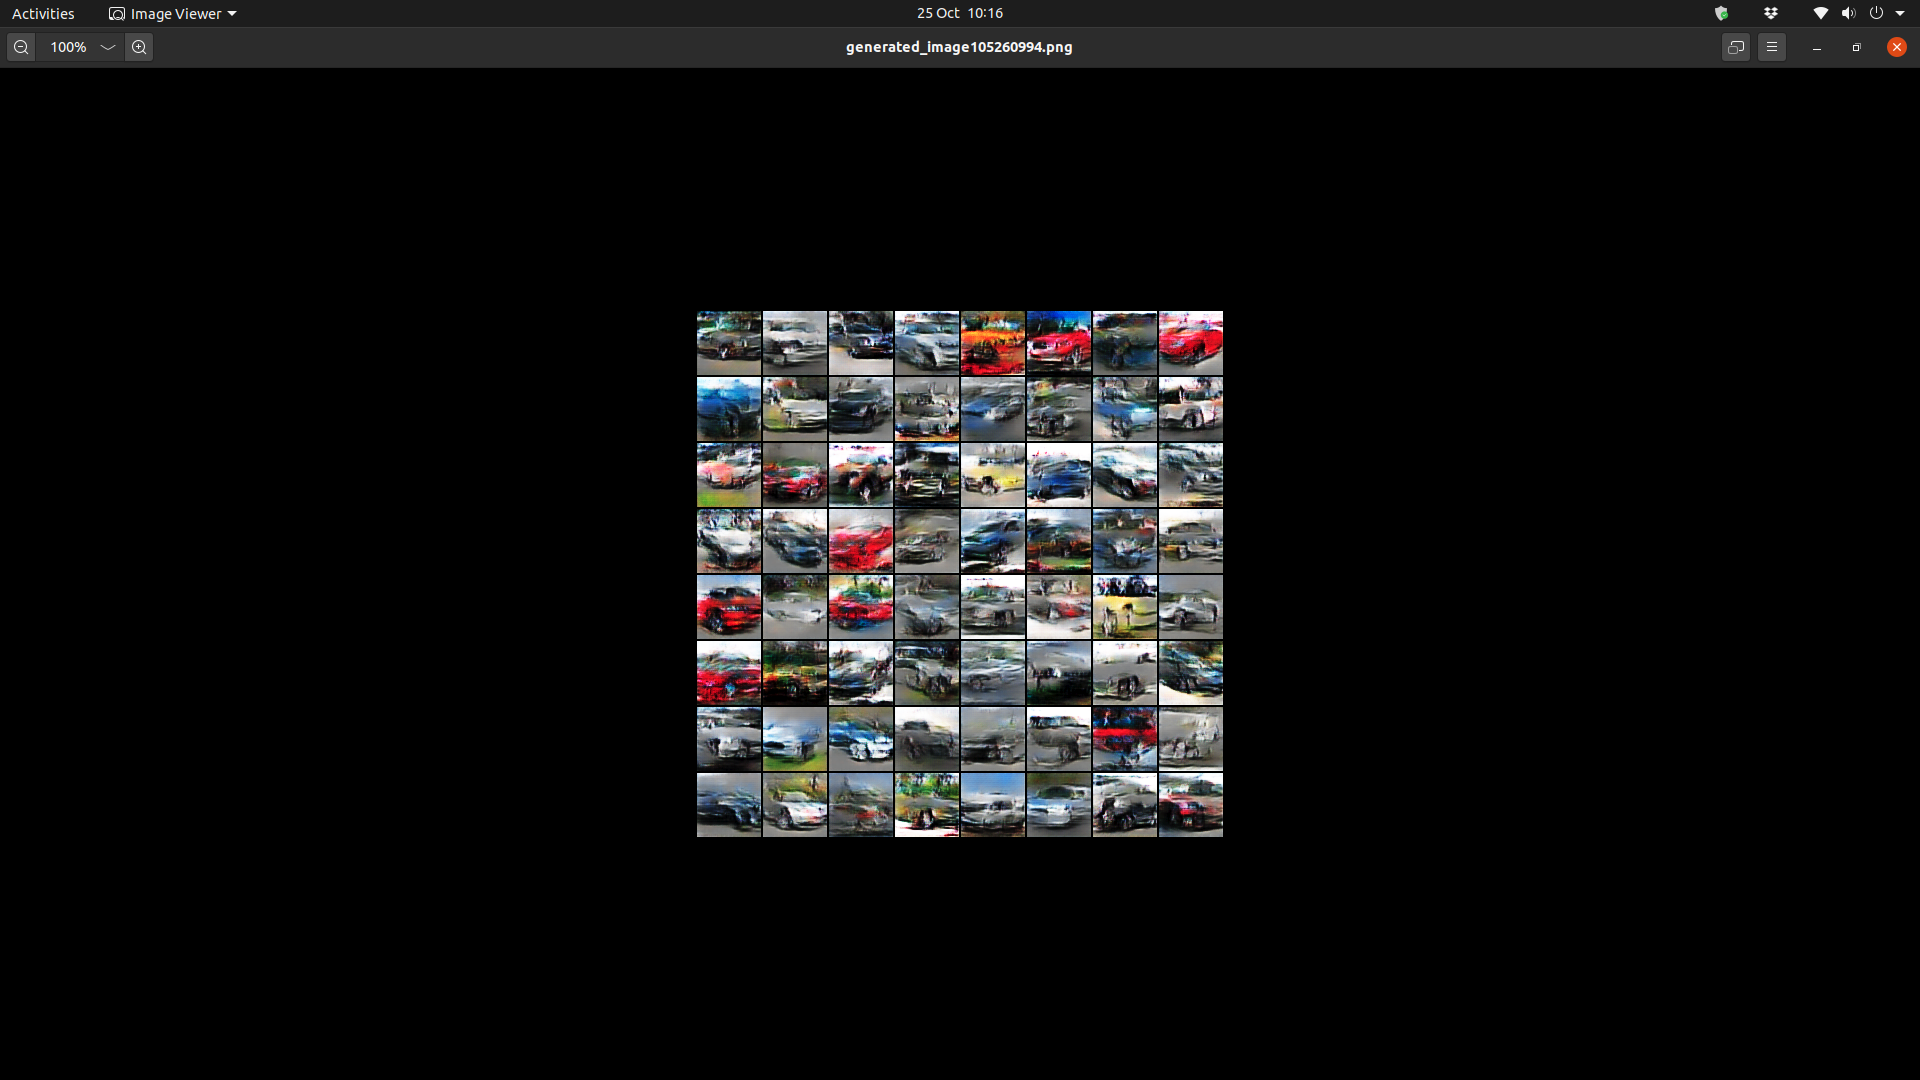 Activities
Image Viewer
25 Oct 10:16
100%
generated_image105260994.png